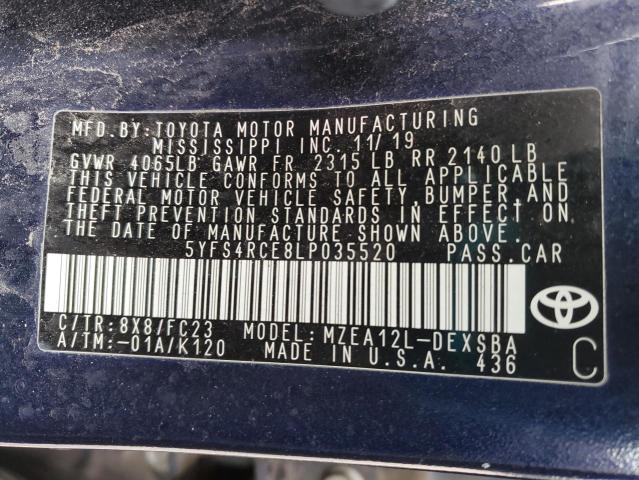 MFD.BY:TOYOTA MOTOR MANUFACTURING
MISSISSIPPI INC. 11/19
GVWR 4065LB GAWR FR 2315 LB RR 2140 LB
THIS VEHICLE CONFORMS TO ALL APPLICABLE
FEDERAL MOTOR VEHICLE SAFETY, BUMPER, AND
THEFT PREVENTION STANDARDS IN EFFECT ON
THE DATE OF MANUFACTURE SHOWN ABOVE.
5YFS4RCE8LP035520 PASS.CAR
C/TR:8X8/FC23 MODEL:MZEA12L-DEXSBA
A/TM:-01A/K120 MADE IN U.S.A. 436
C